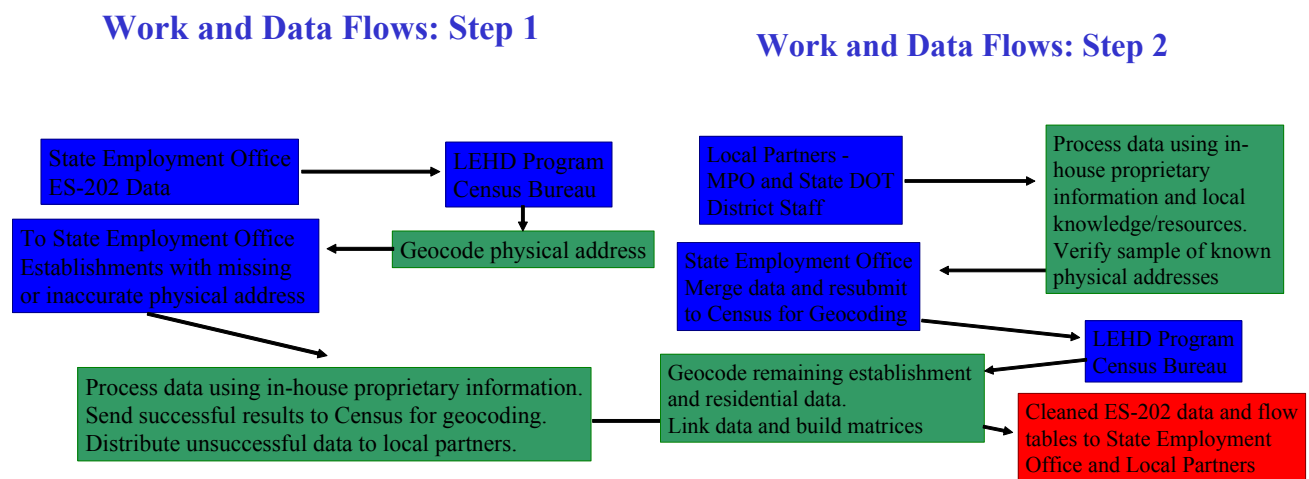 Work and Data Flows: Step 1
State Employment Office
ES-202 Data
LEHD Program
Census Bureau
Geocode physical address
To State Employment Office
Establishments with missing
or inaccurate physical address
Process data using in-house proprietary information.
Send successful results to Census for geocoding.
Distribute unsuccessful data to local partners.
Work and Data Flows: Step 2
Local Partners -
MPO and State DOT
District Staff
Process data using in-
house proprietary
information and local
knowledge/resources.
Verify sample of known
physical addresses
State Employment Office
Merge data and resubmit
to Census for Geocoding
LEHD Program
Census Bureau
Geocode remaining establishment
and residential data.
Link data and build matrices
Cleaned ES-202 data and flow
tables to State Employment
Office and Local Partners